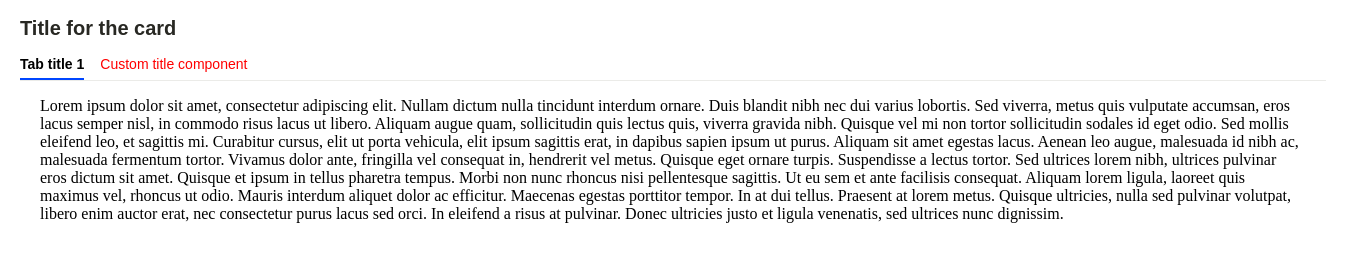 Title for the card
Tab title 1 Custom title component
Lorem ipsum dolor sit amet, consectetur adipiscing elit. Nullam dictum nulla tincidunt interdum ornare. Duis blandit nibh nec dui varius lobortis. Sed viverra, metus quis vulputate accumsan, eros
lacus semper nisl, in commodo risus lacus ut libero. Aliquam augue quam, sollicitudin quis lectus quis, viverra gravida nibh. Quisque vel mi non tortor sollicitudin sodales id eget odio. Sed mollis
eleifend leo, et sagittis mi. Curabitur cursus, elit ut porta vehicula, elit ipsum sagittis erat, in dapibus sapien ipsum ut purus. Aliquam sit amet egestas lacus. Aenean leo augue, malesuada id nibh ac,
malesuada fermentum tortor. Vivamus dolor ante, fringilla vel consequat in, hendrerit vel metus. Quisque eget ornare turpis. Suspendisse a lectus tortor. Sed ultrices lorem nibh, ultrices pulvinar
eros dictum sit amet. Quisque et ipsum in tellus pharetra tempus. Morbi non nunc rhoncus nisi pellentesque sagittis. Ut eu sem et ante facilisis consequat. Aliquam lorem ligula, laoreet quis
maximus vel, rhoncus ut odio. Mauris interdum aliquet dolor ac efficitur. Maecenas egestas porttitor tempor. In at dui tellus. Praesent at lorem metus. Quisque ultricies, nulla sed pulvinar volutpat,
libero enim auctor erat, nec consectetur purus lacus sed orci. In eleifend a risus at pulvinar. Donec ultricies justo et ligula venenatis, sed ultrices nunc dignissim.